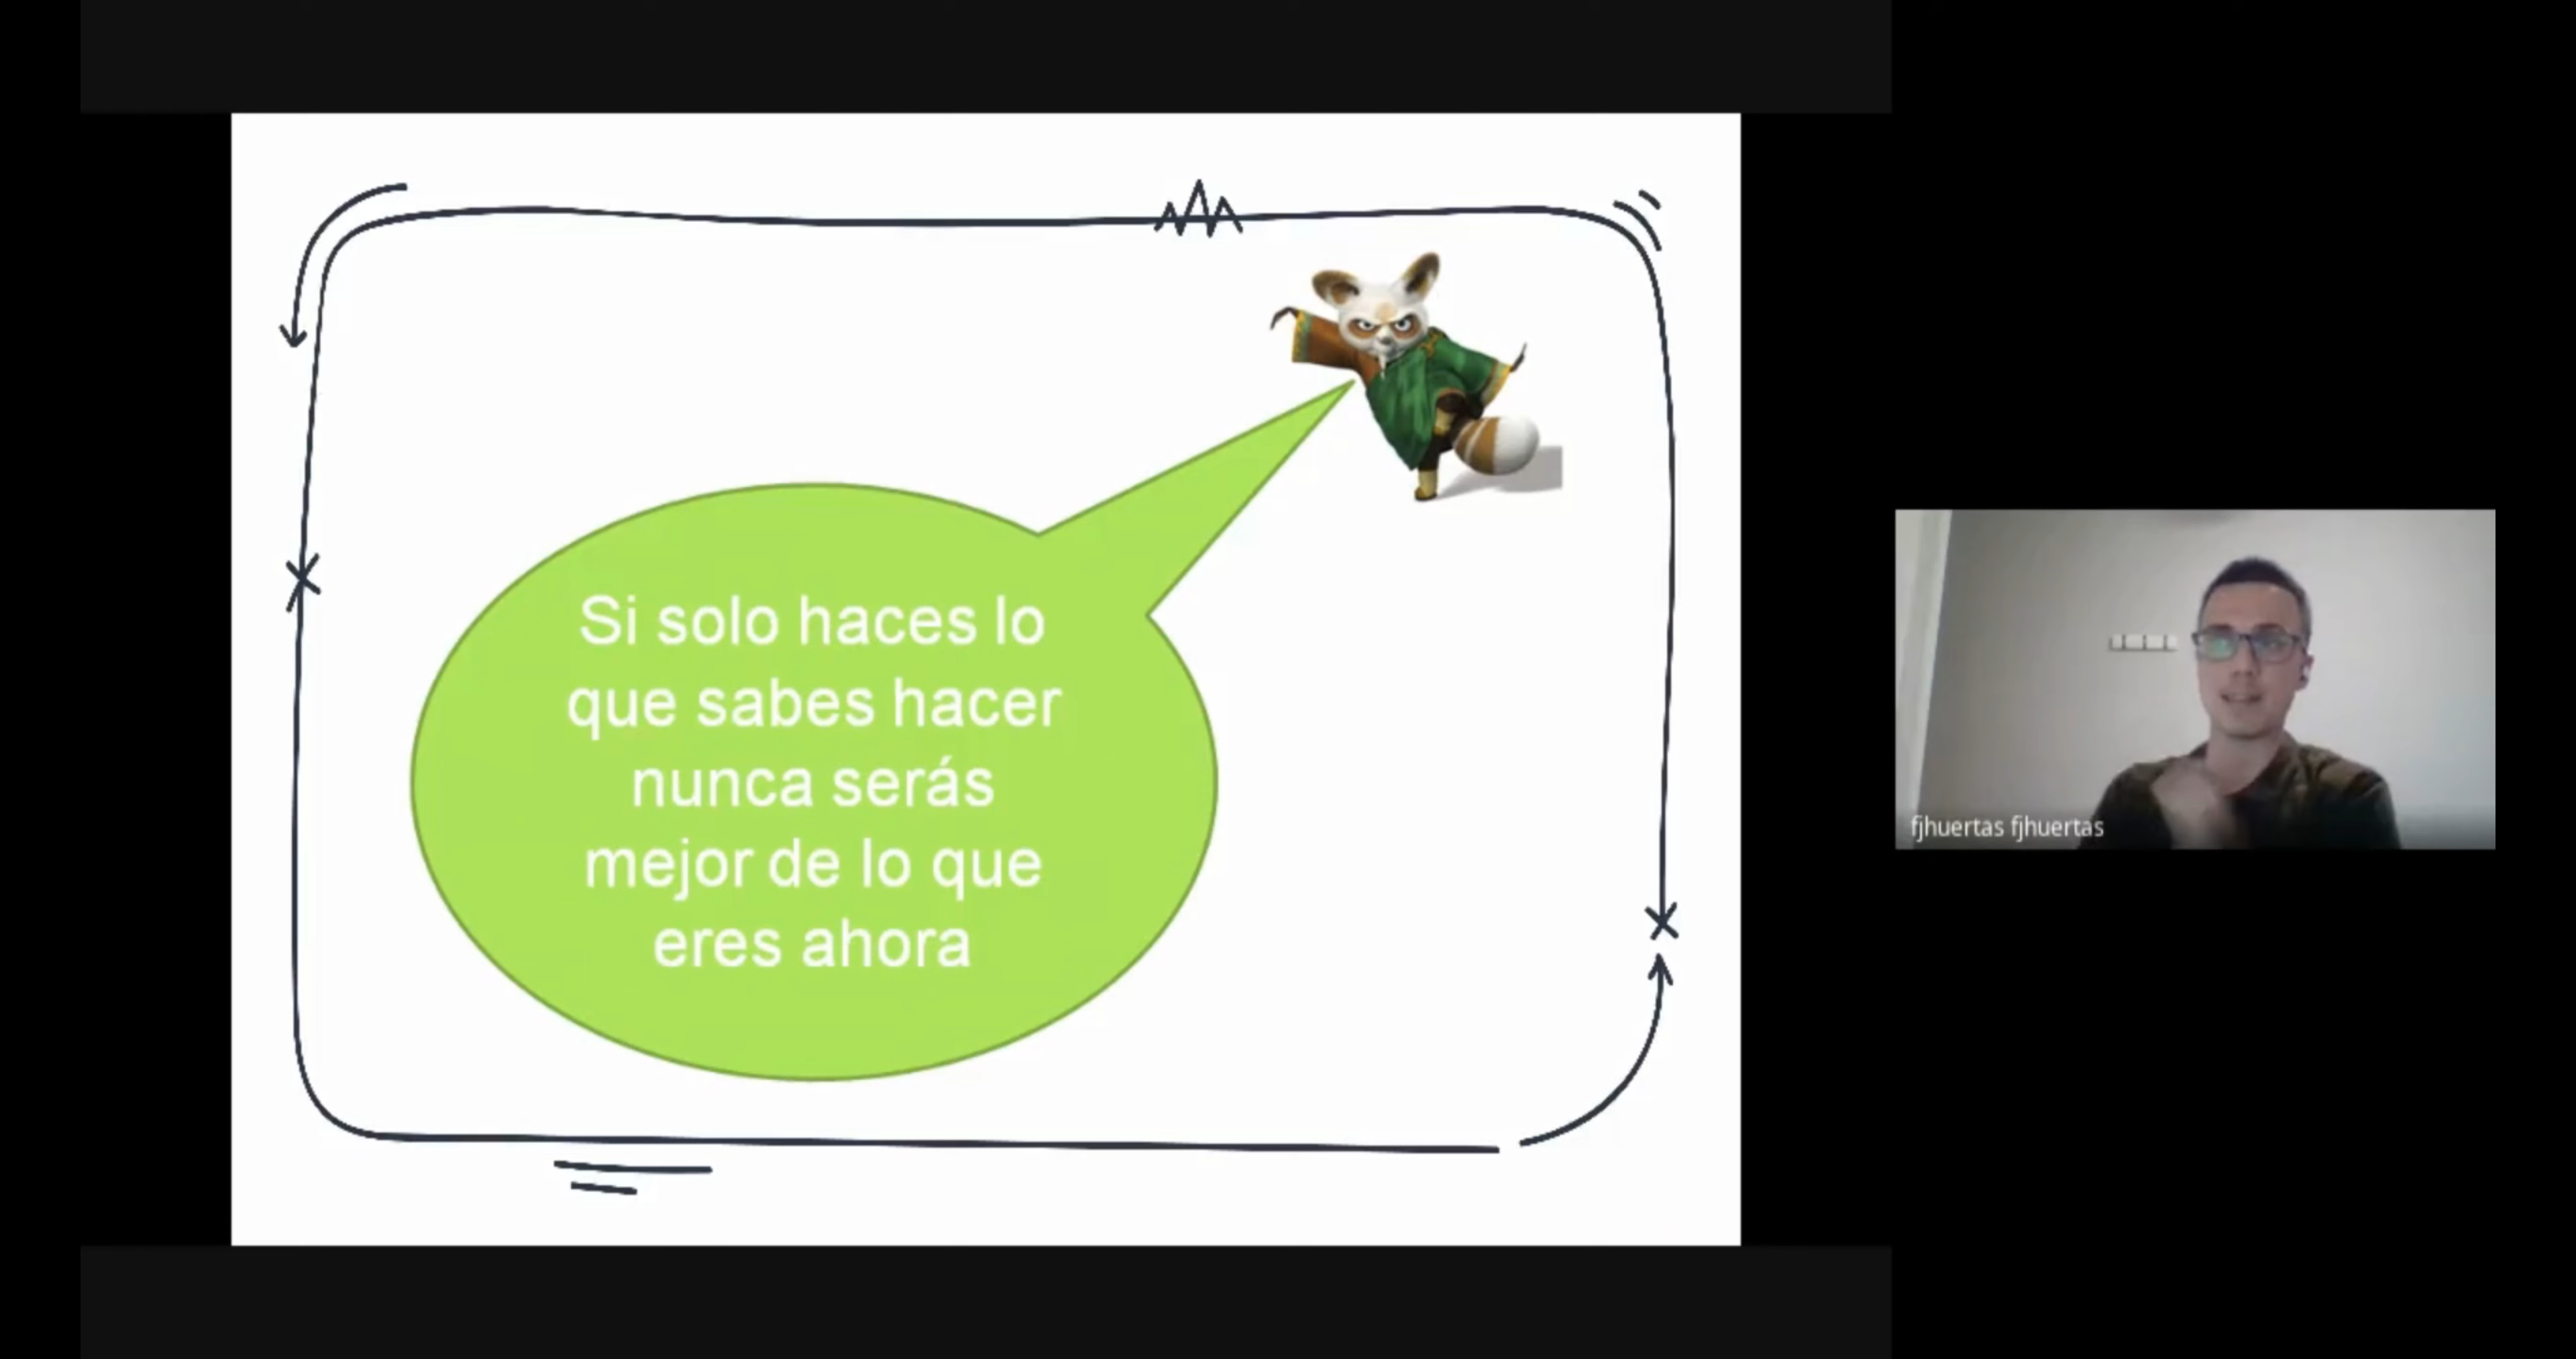 Si solo haces lo
que sabes hacer
nunca serás
mejor de lo que
eres ahora
fjhuertas fjhuertas